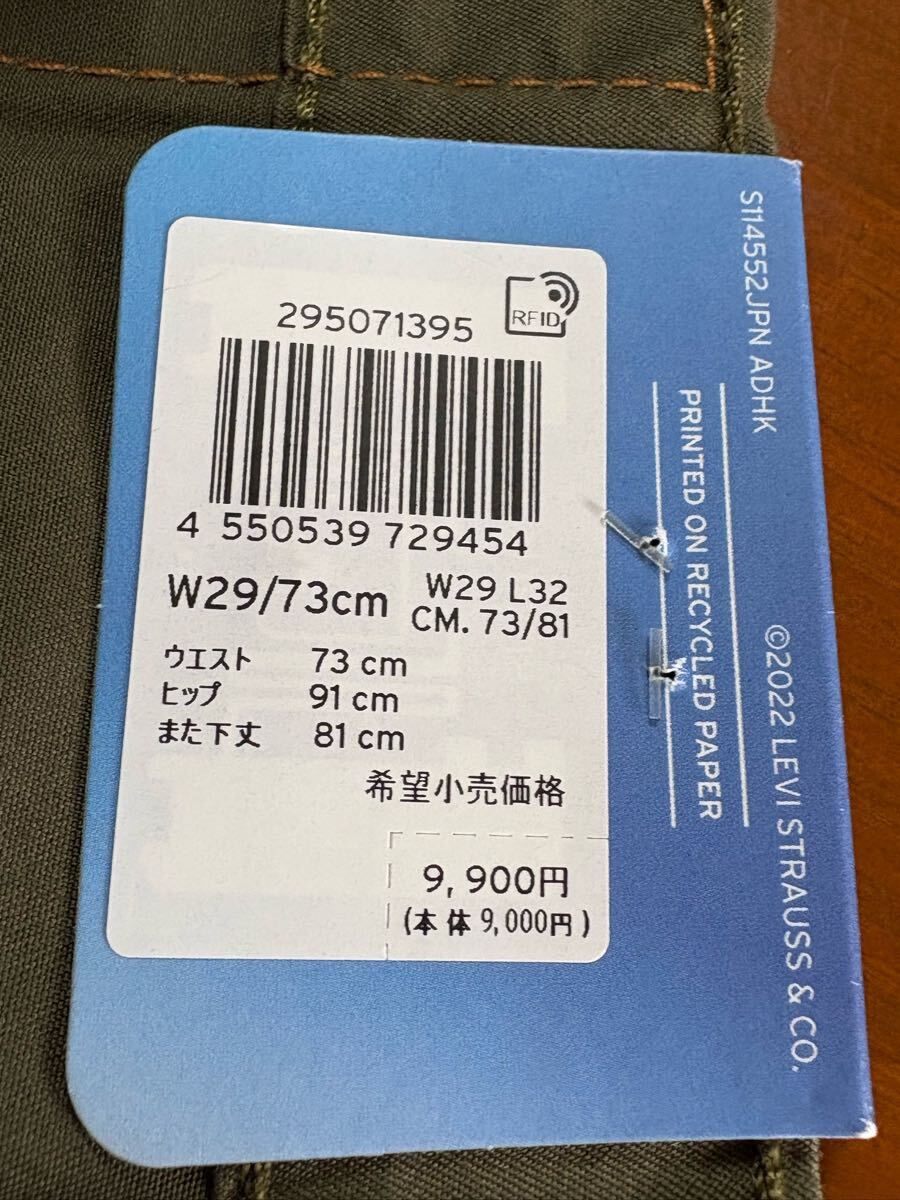 295071395
RFID
4 550539 729454
W29/73cm
W29 L32
CM. 73/81
ウエスト 73 cm
ヒップ 91 cm
また下丈 81 cm
希望小売価格
9,900円
(本体 9,000円)
S114552JPN ADHK
PRINTED ON RECYCLED PAPER
©2022 LEVI STRAUSS & CO.